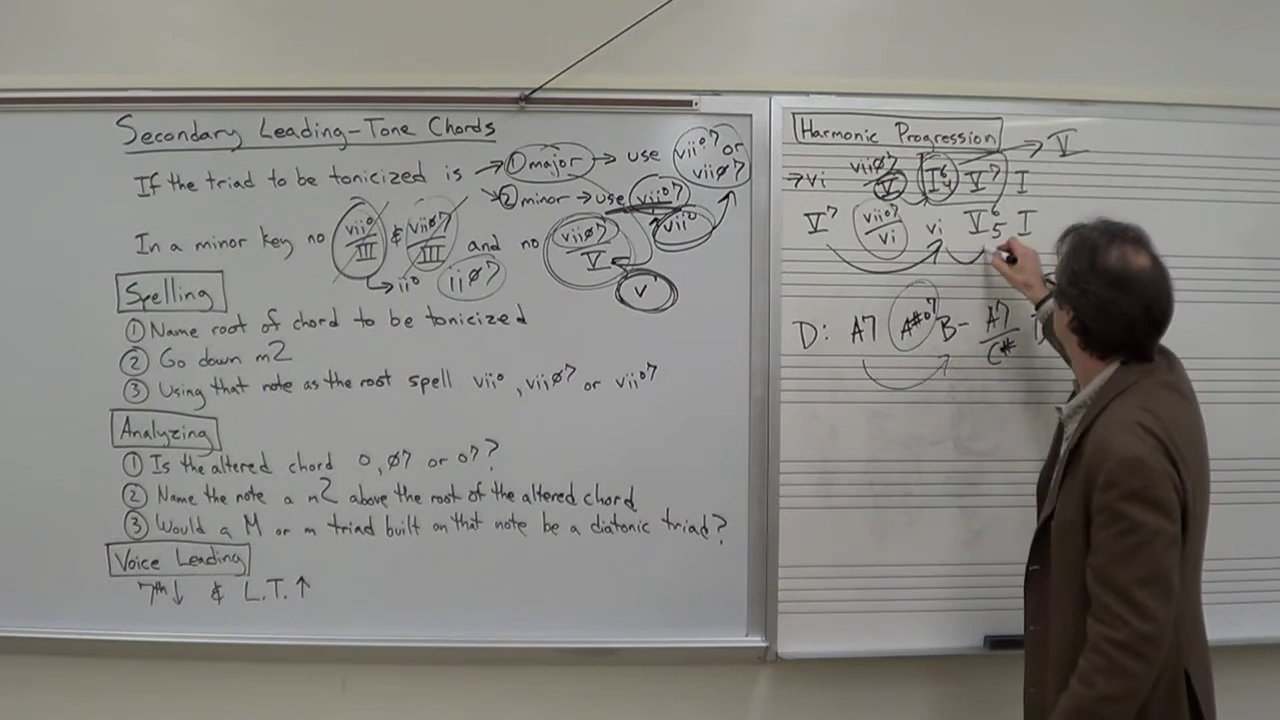 Secondary Leading-Tone Chords
If the triad to be tonicized is → ① major → use vii°7 or viiø7
② minor → use vii°7
vii°
In a minor key no vii°/III & viiø7/III and no viiø7/V
→ ii° iiø7
v
Spelling
① Name root of chord to be tonicized
② Go down m2
③ Using that note as the root spell vii°, viiø7 or vii°7
Analyzing
① Is the altered chord o, ø7 or o7?
② Name the note a m2 above the root of the altered chord
③ Would a M or m triad built on that note be a diatonic triad?
Voice Leading
7th↓ & L.T.↑
Harmonic Progression
→ V
→ vi viiø7/V I6/4 V7 I
V7 vii°7/vi vi V6/5 I
D: A7 A#°7 B- A7/C#